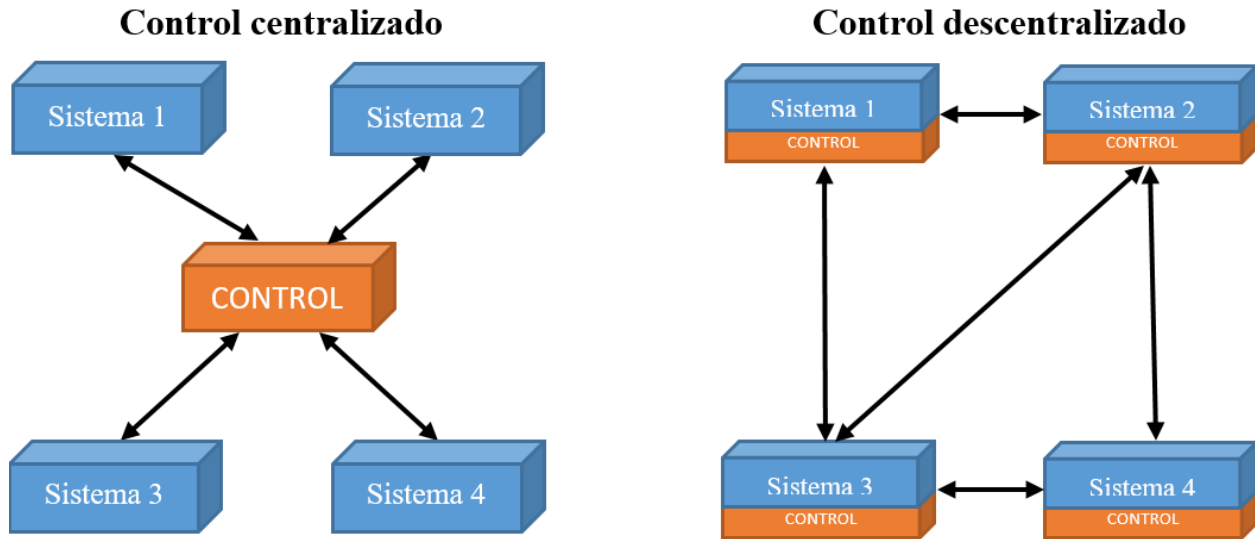 Control centralizado
Sistema 1
Sistema 2
CONTROL
Sistema 3
Sistema 4
Control descentralizado
Sistema 1
CONTROL
Sistema 2
CONTROL
Sistema 3
CONTROL
Sistema 4
CONTROL